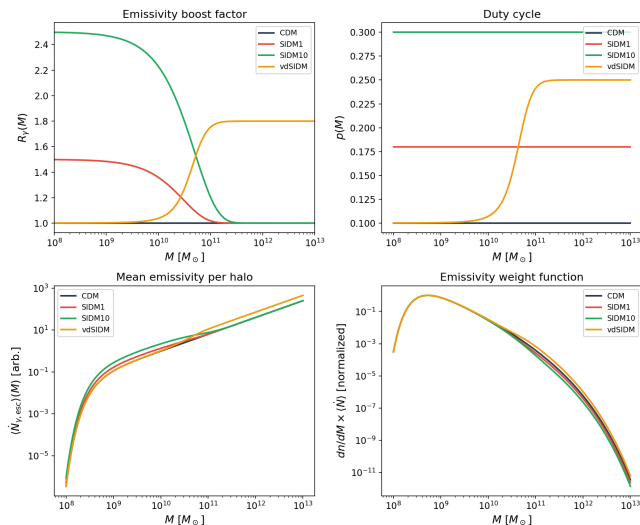 Emissivity boost factor
R_γ(M)
2.4
2.2
2.0
1.8
1.6
1.4
1.2
1.0
CDM
SIDM1
SIDM10
vdSIDM
10^8 10^9 10^10 10^11 10^12 10^13
M [M_⊙]
Duty cycle
p(M)
0.300
0.275
0.250
0.225
0.200
0.175
0.150
0.125
0.100
CDM
SIDM1
SIDM10
vdSIDM
10^8 10^9 10^10 10^11 10^12 10^13
M [M_⊙]
Mean emissivity per halo
⟨Ṅ_{γ,esc}⟩(M) [arb.]
10^3
10^1
10^−1
10^−3
10^−5
CDM
SIDM1
SIDM10
vdSIDM
10^8 10^9 10^10 10^11 10^12 10^13
M [M_⊙]
Emissivity weight function
dn/dM × ⟨Ṅ⟩ [normalized]
10^−1
10^−3
10^−5
10^−7
10^−9
10^−11
CDM
SIDM1
SIDM10
vdSIDM
10^8 10^9 10^10 10^11 10^12 10^13
M [M_⊙]